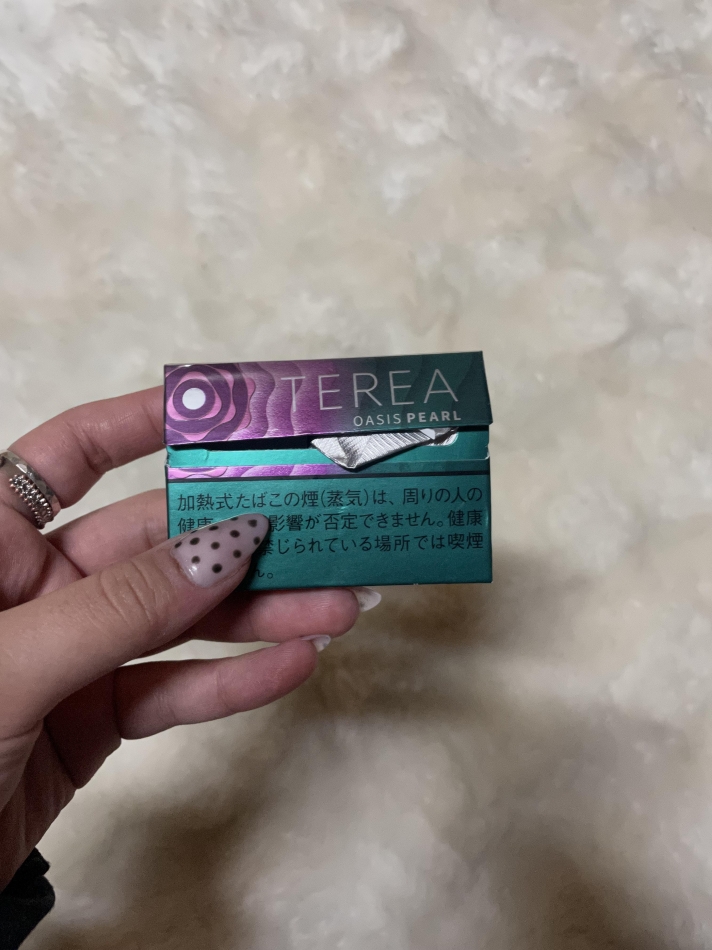 TEREA
OASIS PEARL
加熱式たばこの煙(蒸気)は、周りの人の
健康 影響が否定できません。健康
禁じられている場所では喫煙
ん。